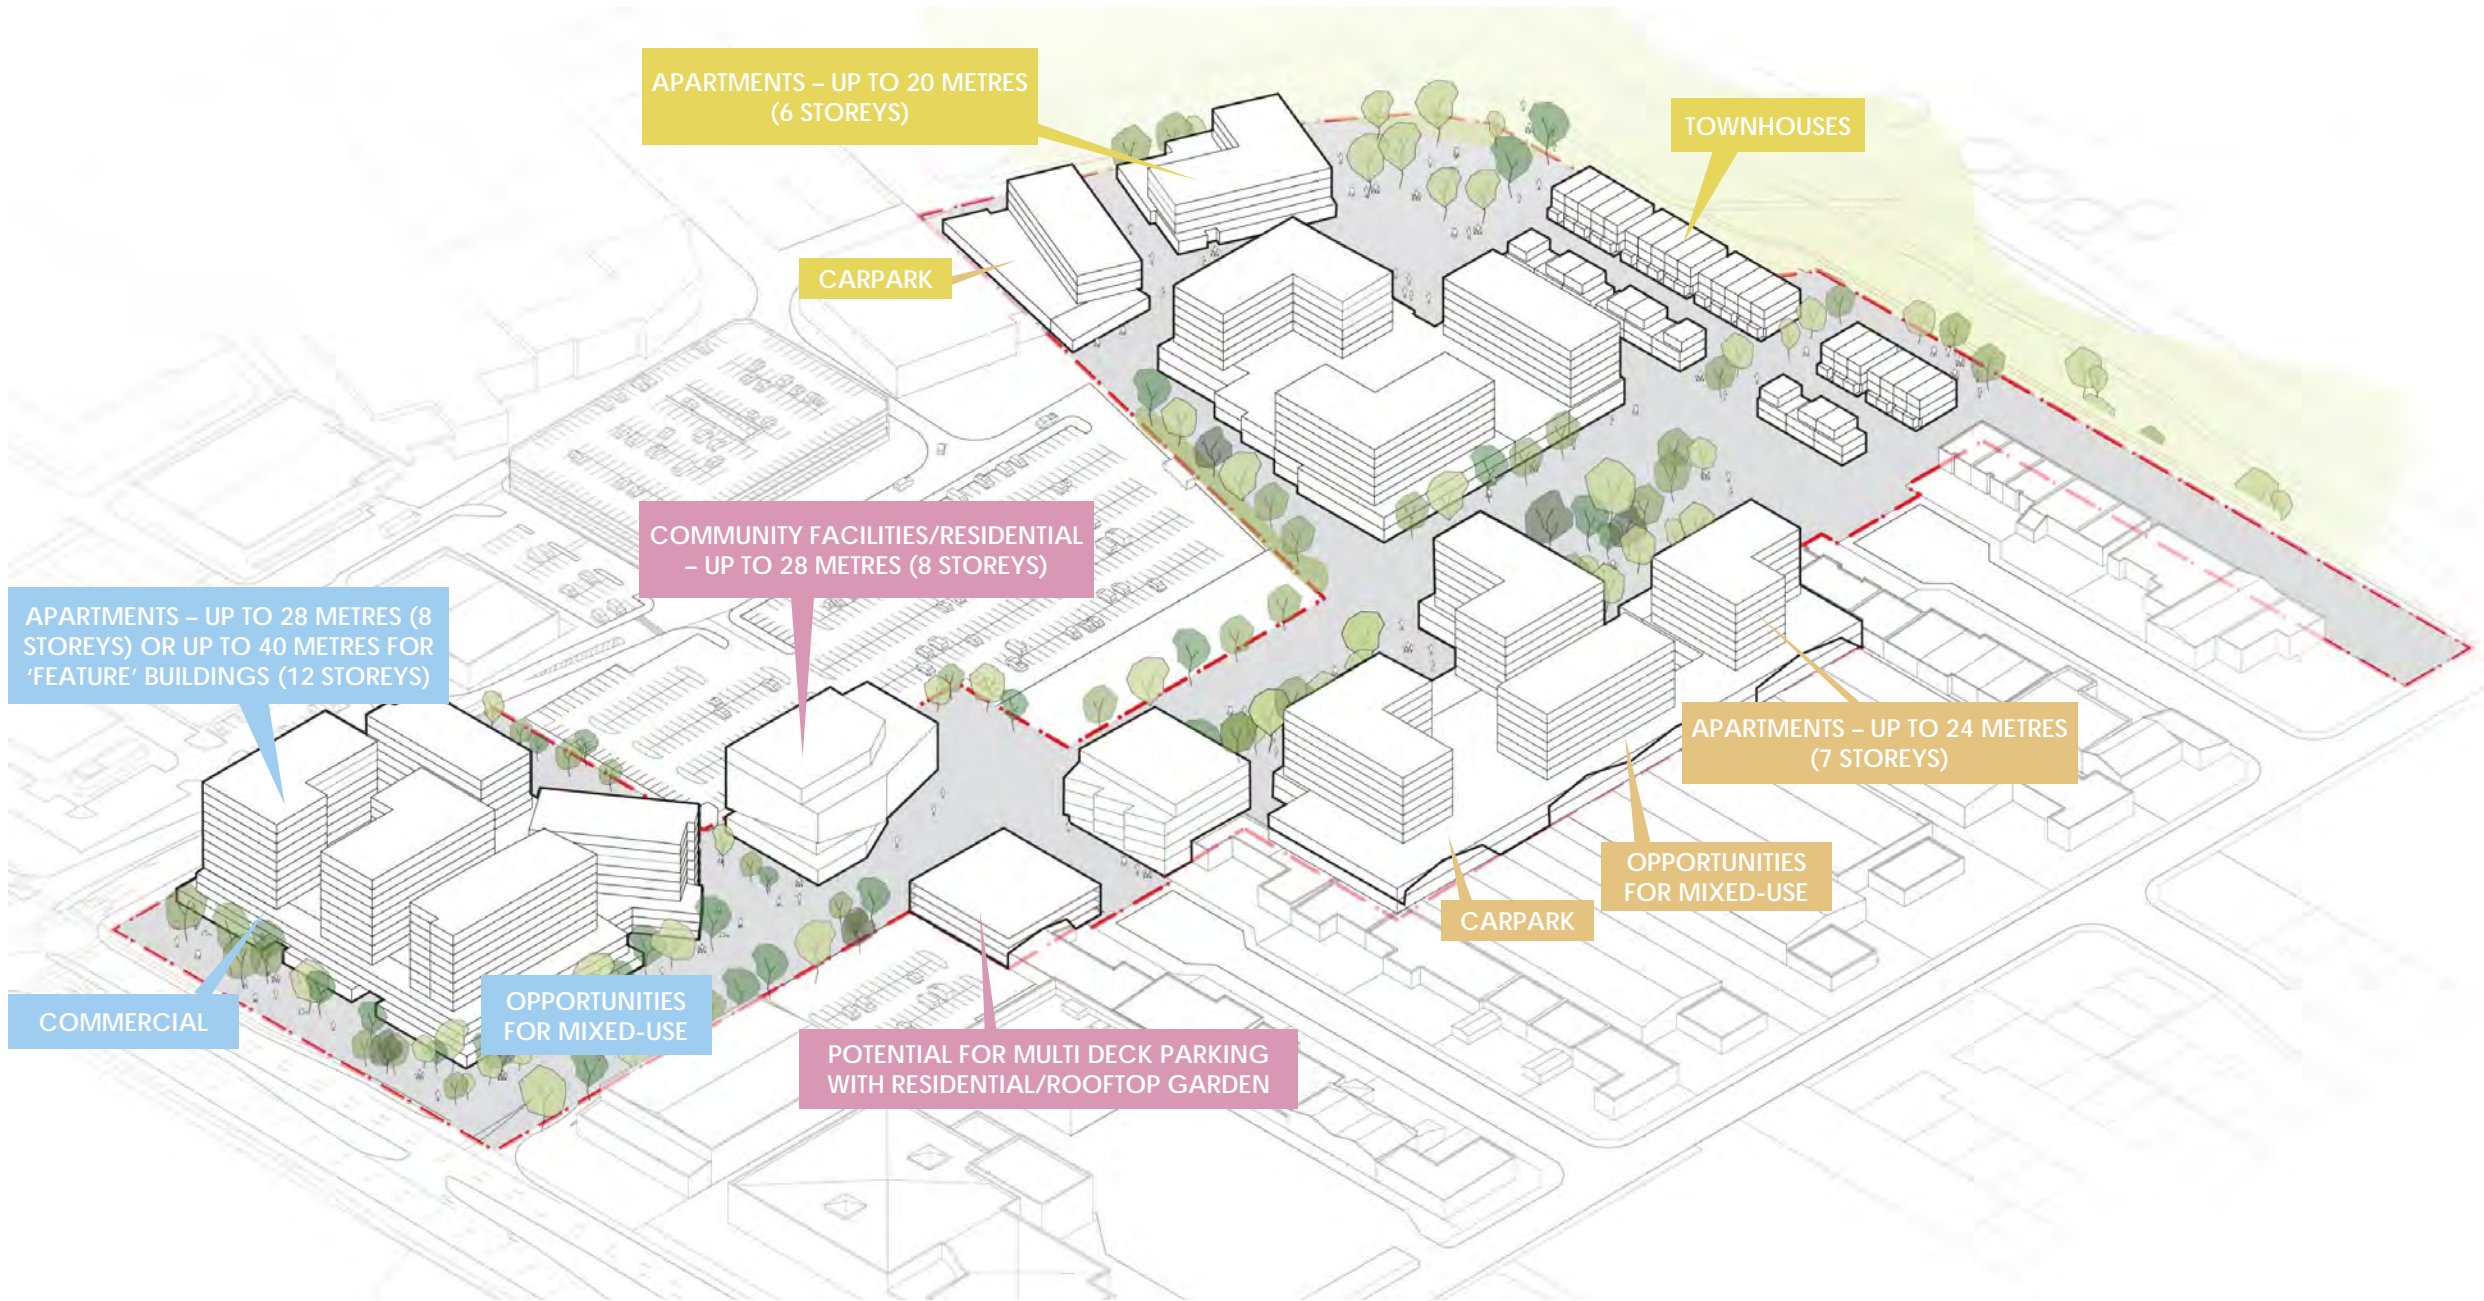 APARTMENTS – UP TO 20 METRES
(6 STOREYS)
TOWNHOUSES
CARPARK
COMMUNITY FACILITIES/RESIDENTIAL
– UP TO 28 METRES (8 STOREYS)
APARTMENTS – UP TO 28 METRES (8
STOREYS) OR UP TO 40 METRES FOR
‘FEATURE’ BUILDINGS (12 STOREYS)
APARTMENTS – UP TO 24 METRES
(7 STOREYS)
OPPORTUNITIES
FOR MIXED-USE
CARPARK
COMMERCIAL
OPPORTUNITIES
FOR MIXED-USE
POTENTIAL FOR MULTI DECK PARKING
WITH RESIDENTIAL/ROOFTOP GARDEN